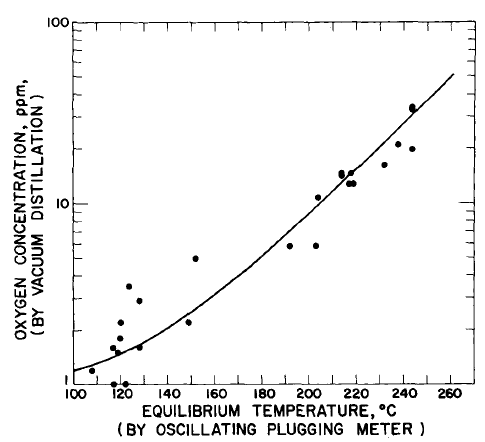 100
10
1
OXYGEN CONCENTRATION, ppm,
(BY VACUUM DISTILLATION)
100 120 140 160 180 200 220 240 260
EQUILIBRIUM TEMPERATURE, °C
(BY OSCILLATING PLUGGING METER)